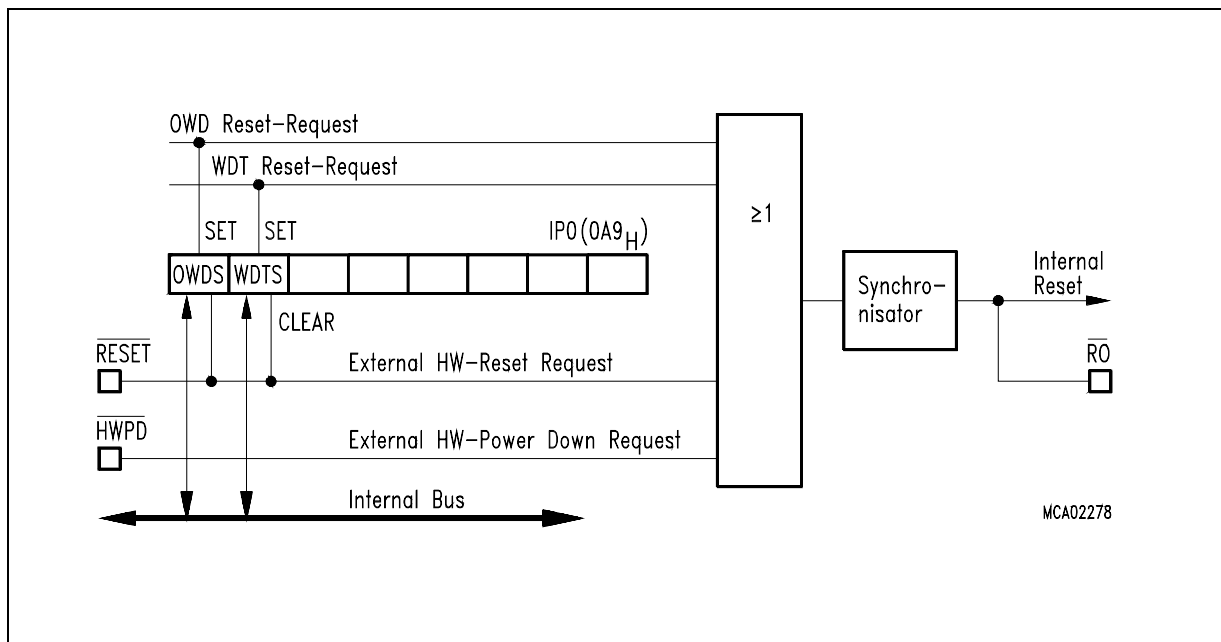 OWD Reset-Request
WDT Reset-Request
≥1
SET
SET
IP0(0A9H)
OWDS
WDTS
Synchro-
nisator
Internal
Reset
CLEAR
RESET
External HW-Reset Request
RO
HWPD
External HW-Power Down Request
Internal Bus
MCA02278